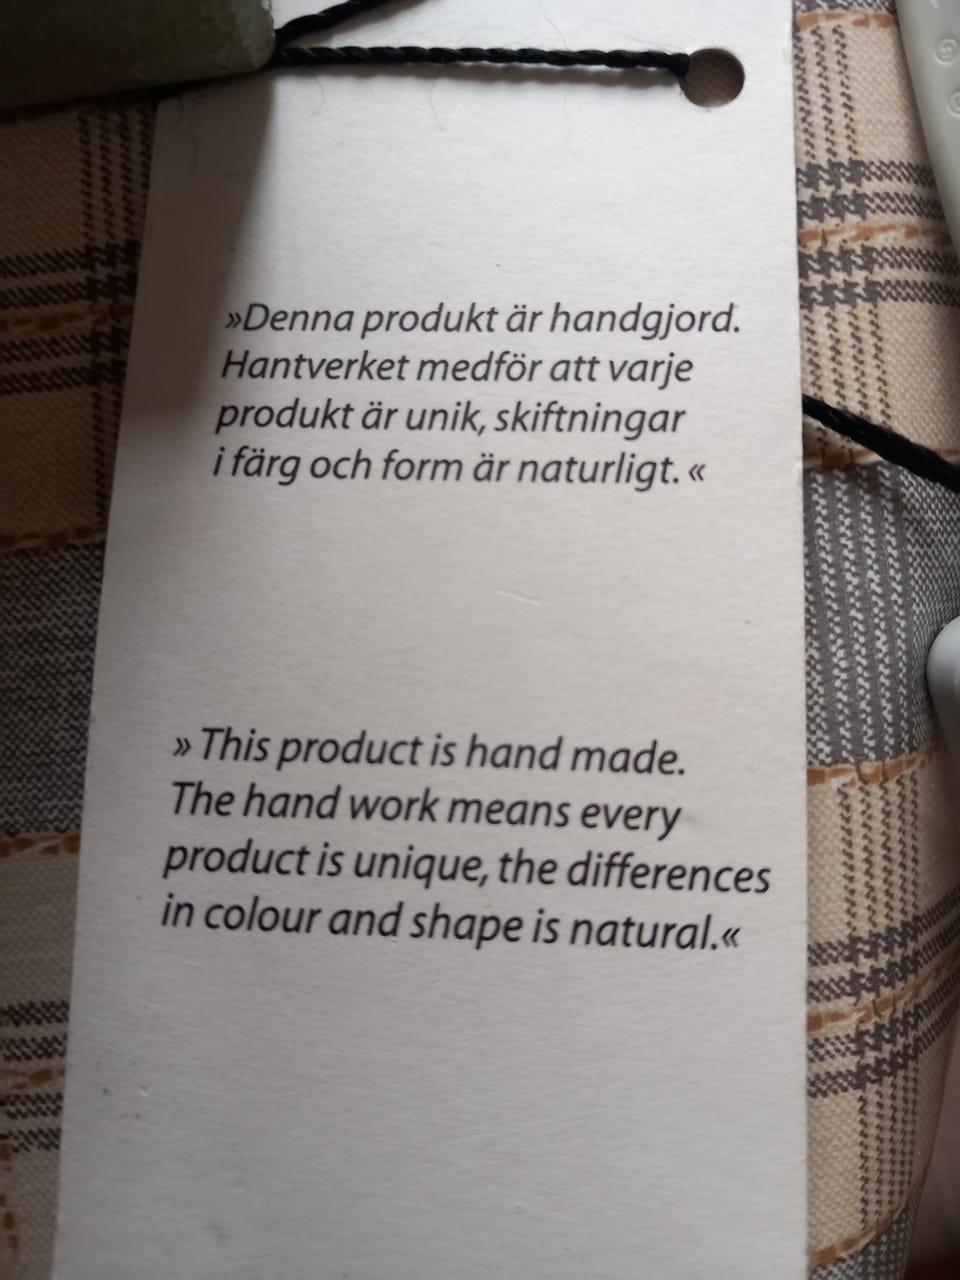 »Denna produkt är handgjord.
Hantverket medför att varje
produkt är unik, skiftningar
i färg och form är naturligt. «
» This product is hand made.
The hand work means every
product is unique, the differences
in colour and shape is natural.«